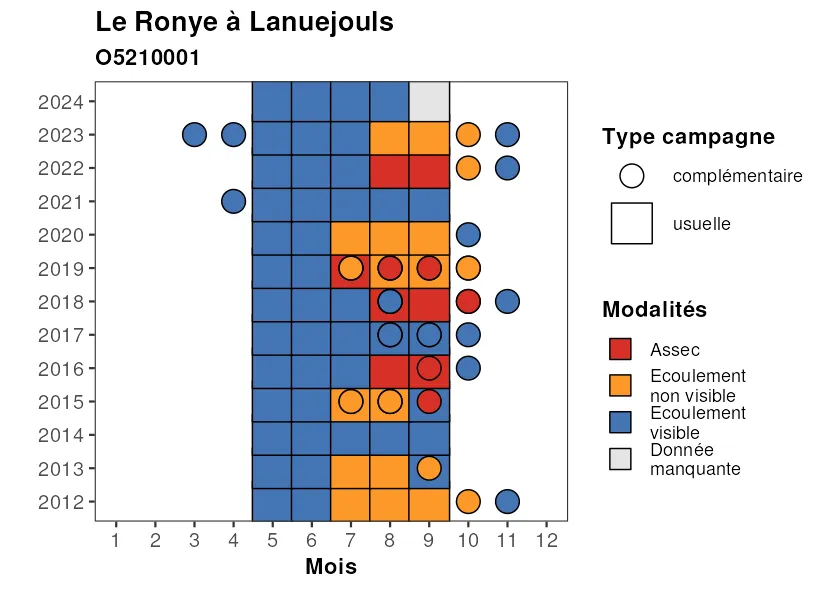 Le Ronye à Lanuejouls
O5210001
2024
2023
2022
2021
2020
2019
2018
2017
2016
2015
2014
2013
2012
1 2 3 4 5 6 7 8 9 10 11 12
Mois
Type campagne
complémentaire
usuelle
Modalités
Assec
Ecoulement
non visible
Ecoulement
visible
Donnée
manquante